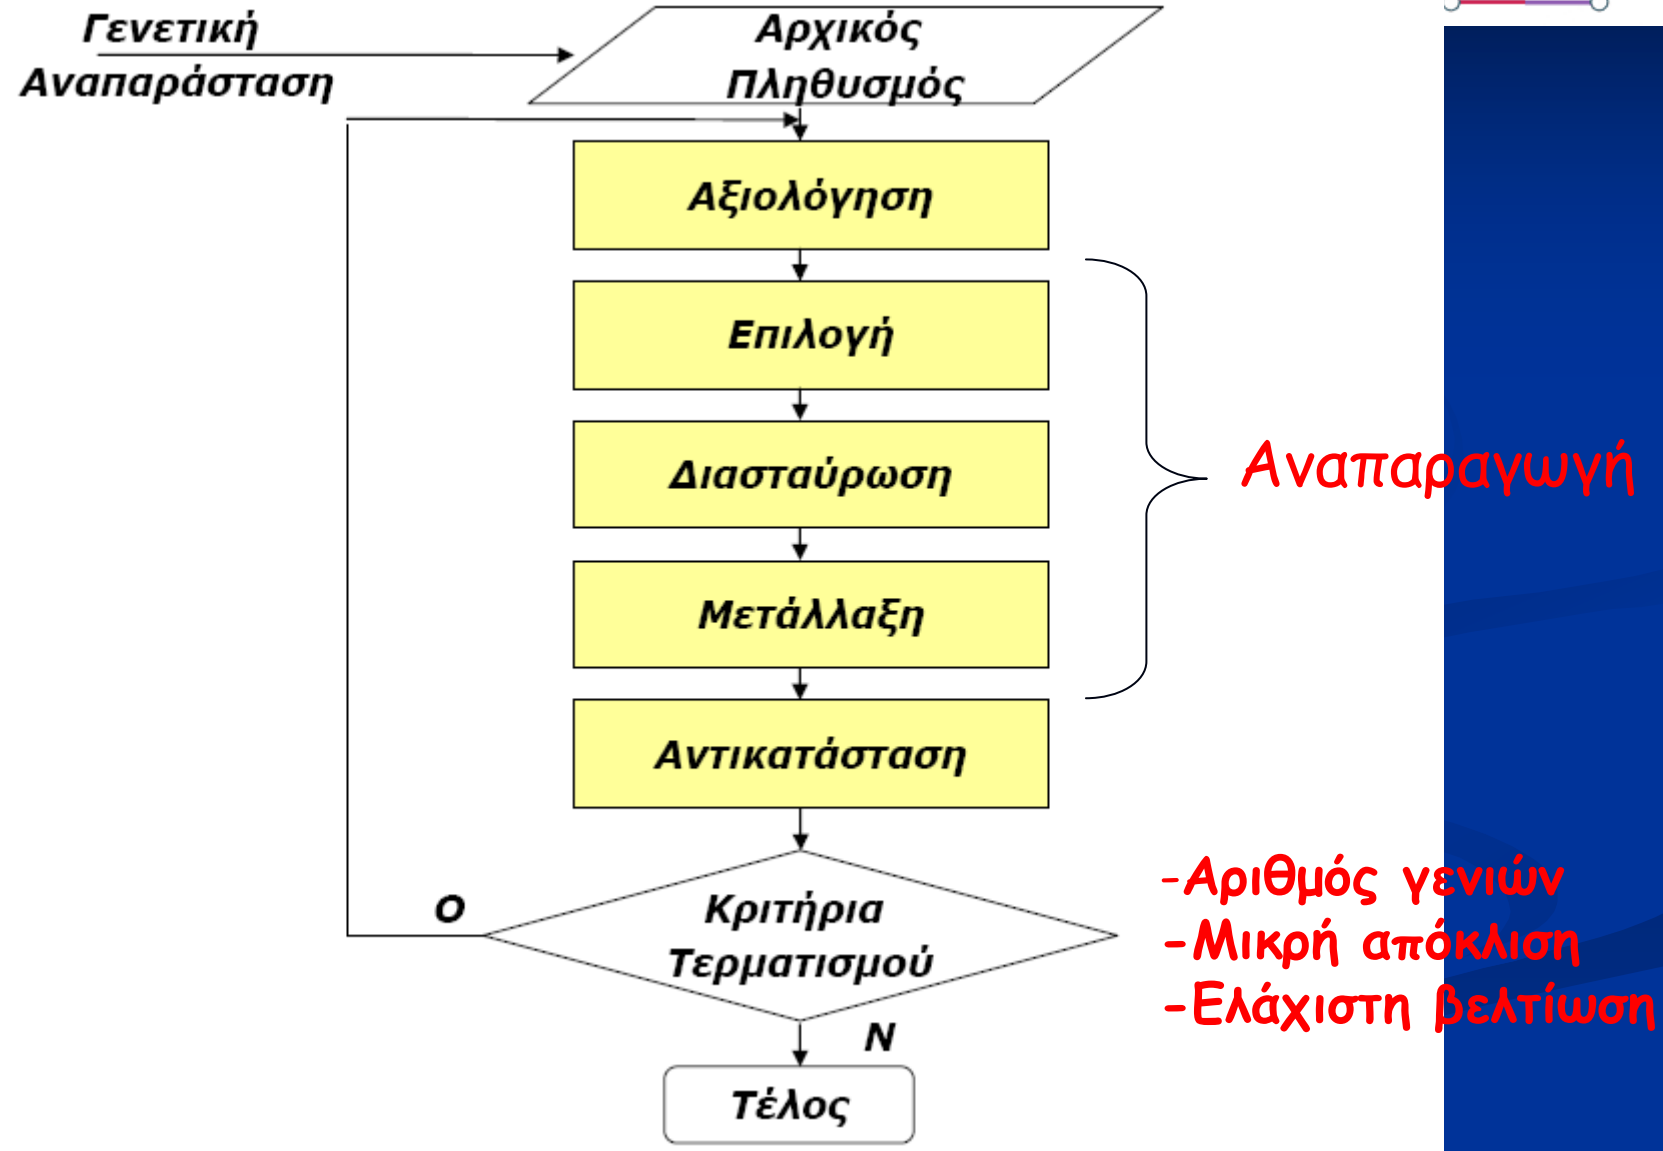 Γενετική
Αναπαράσταση
Αρχικός
Πληθυσμός
Αξιολόγηση
Επιλογή
Διασταύρωση
Μετάλλαξη
Αντικατάσταση
Αναπαραγωγή
Κριτήρια
Τερματισμού
Ο
Ν
Τέλος
-Αριθμός γενιών
-Μικρή απόκλιση
-Ελάχιστη βελτίωση